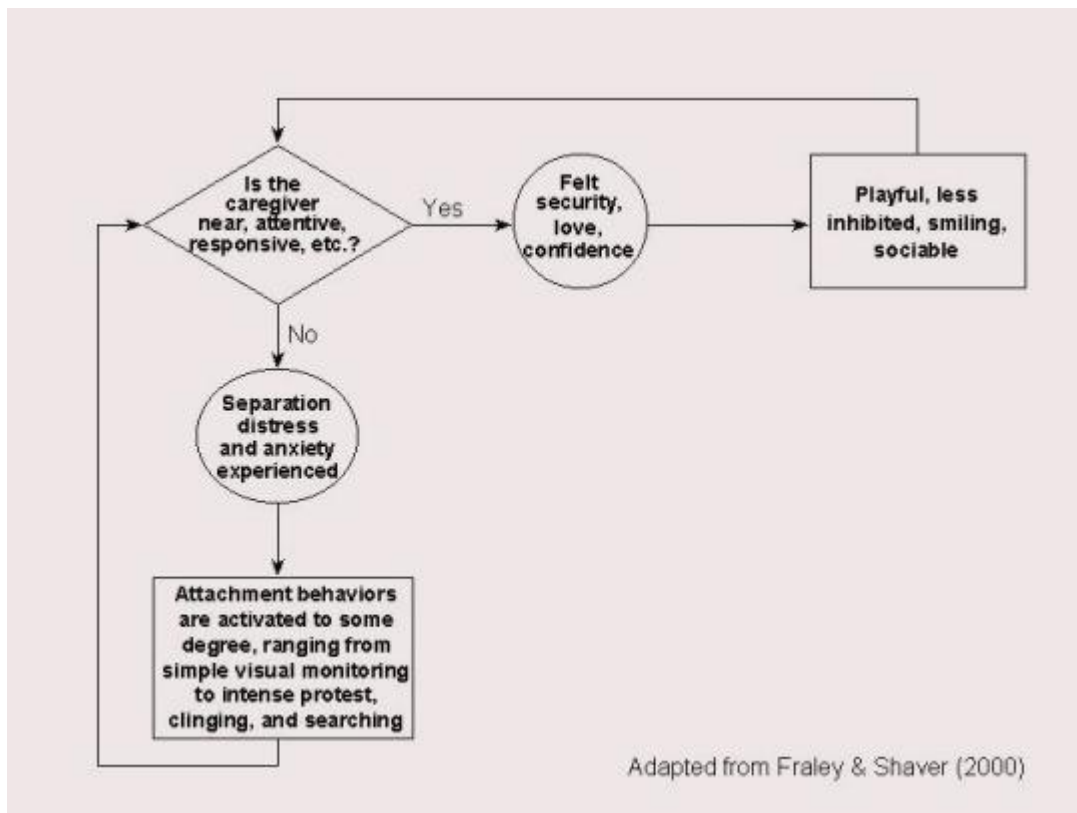 Is the
caregiver
near, attentive,
responsive, etc.?
Yes
Felt
security,
love,
confidence
Playful, less
inhibited, smiling,
sociable
No
Separation
distress
and anxiety
experienced
Attachment behaviors
are activated to some
degree, ranging from
simple visual monitoring
to intense protest,
clinging, and searching
Adapted from Fraley & Shaver (2000)